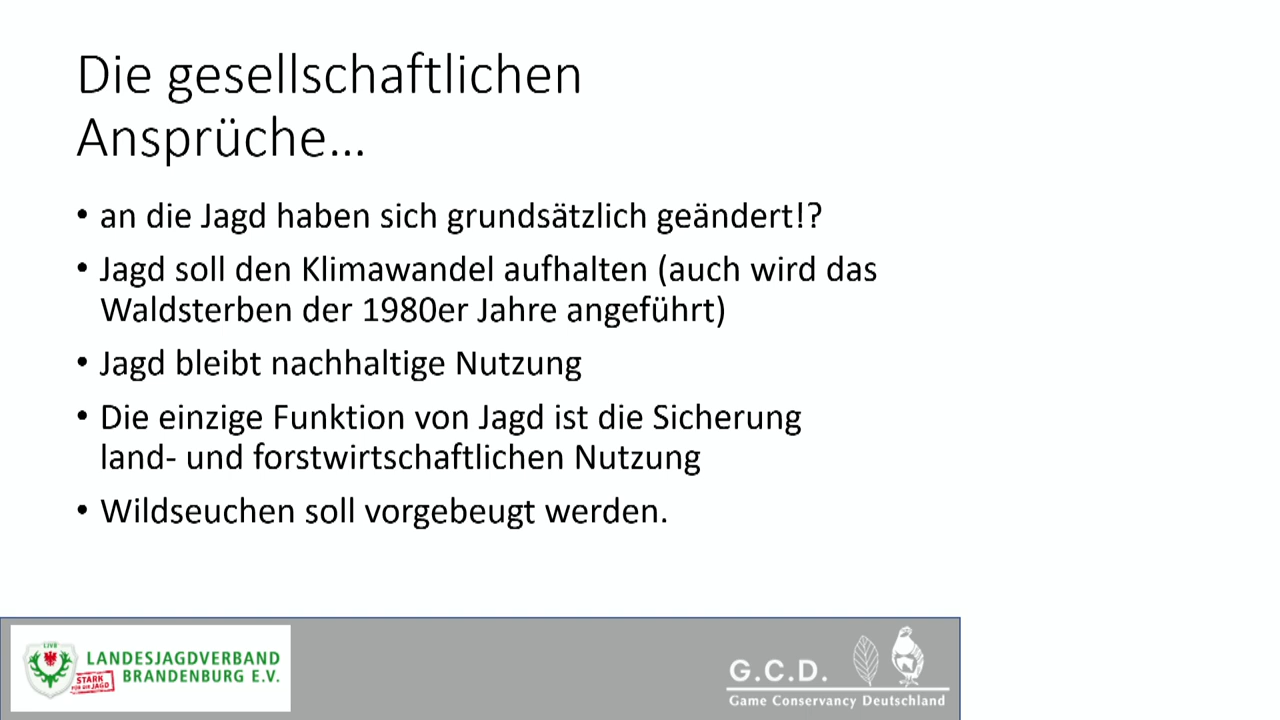 Die gesellschaftlichen
Ansprüche...
• an die Jagd haben sich grundsätzlich geändert!?
• Jagd soll den Klimawandel aufhalten (auch wird das
Waldsterben der 1980er Jahre angeführt)
• Jagd bleibt nachhaltige Nutzung
• Die einzige Funktion von Jagd ist die Sicherung
land- und forstwirtschaftlichen Nutzung
• Wildseuchen soll vorgebeugt werden.
LJVB
LANDESJAGDVERBAND
BRANDENBURG E.V.
STARK
FÜR DIE JAGD
G.C.D.
Game Conservancy Deutschland